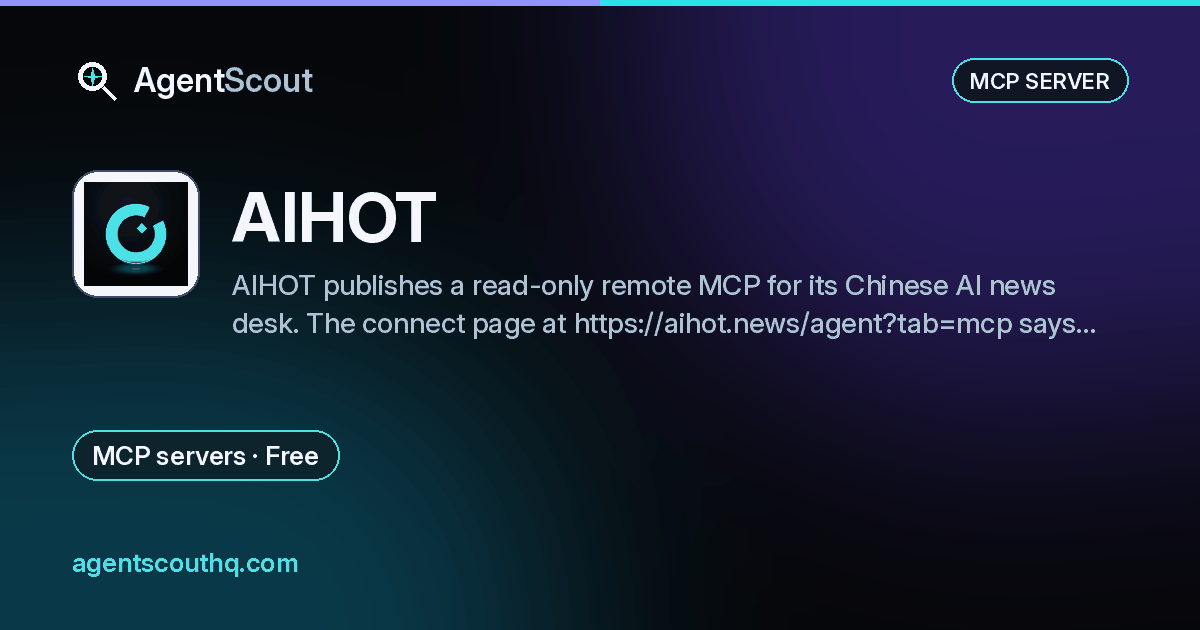 AgentScout
MCP SERVER
AIHOT
AIHOT publishes a read-only remote MCP for its Chinese AI news
desk. The connect page at https://aihot.news/agent?tab=mcp says...
MCP servers · Free
agentscouthq.com